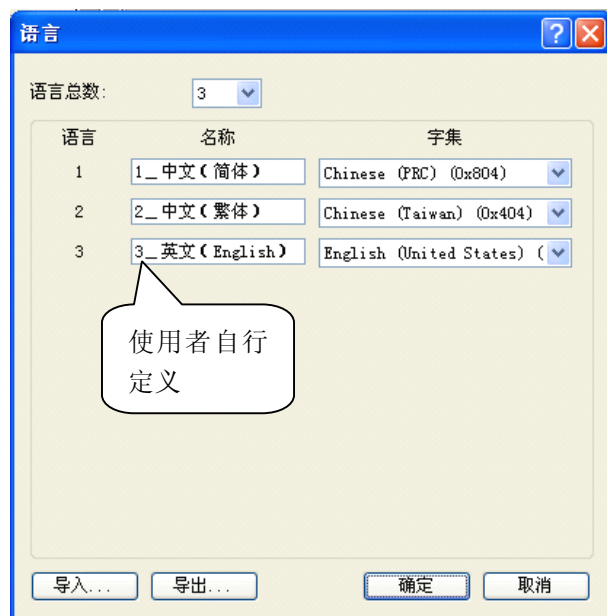 语言
语言总数: 3
语言 名称 字集
1 1_中文(简体) Chinese (PRC) (0x804)
2 2_中文(繁体) Chinese (Taiwan) (0x404)
3 3_英文(English) English (United States) (
使用者自行
定义
导入... 导出... 确定 取消